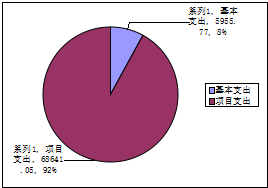 系列1, 基本
支出, 5955.
77, 8%
基本支出
项目支出
系列1, 项目
支出, 68641
.05, 92%